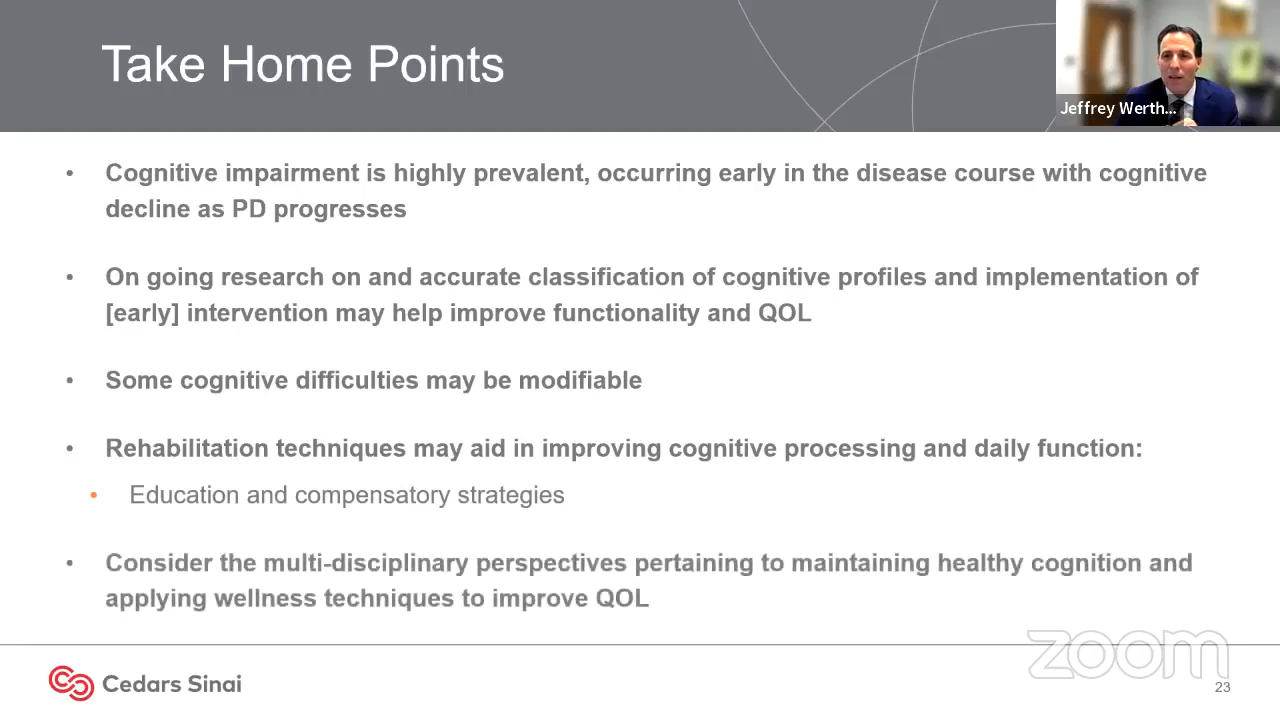 Take Home Points
Jeffrey Werth...
• Cognitive impairment is highly prevalent, occurring early in the disease course with cognitive
decline as PD progresses
• On going research on and accurate classification of cognitive profiles and implementation of
[early] intervention may help improve functionality and QOL
• Some cognitive difficulties may be modifiable
• Rehabilitation techniques may aid in improving cognitive processing and daily function:
• Education and compensatory strategies
• Consider the multi-disciplinary perspectives pertaining to maintaining healthy cognition and
applying wellness techniques to improve QOL
zoom
Cedars Sinai
23